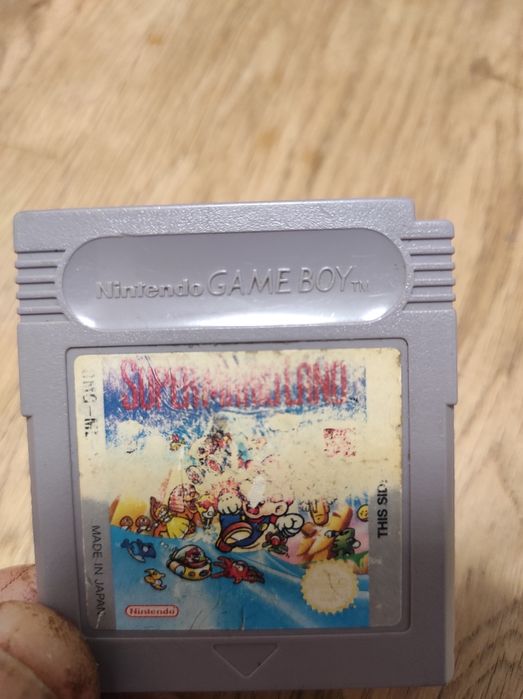 Nintendo GAME BOY TM
SUPER MARIO LAND
THIS SID
MADE IN JAPAN
Nintendo